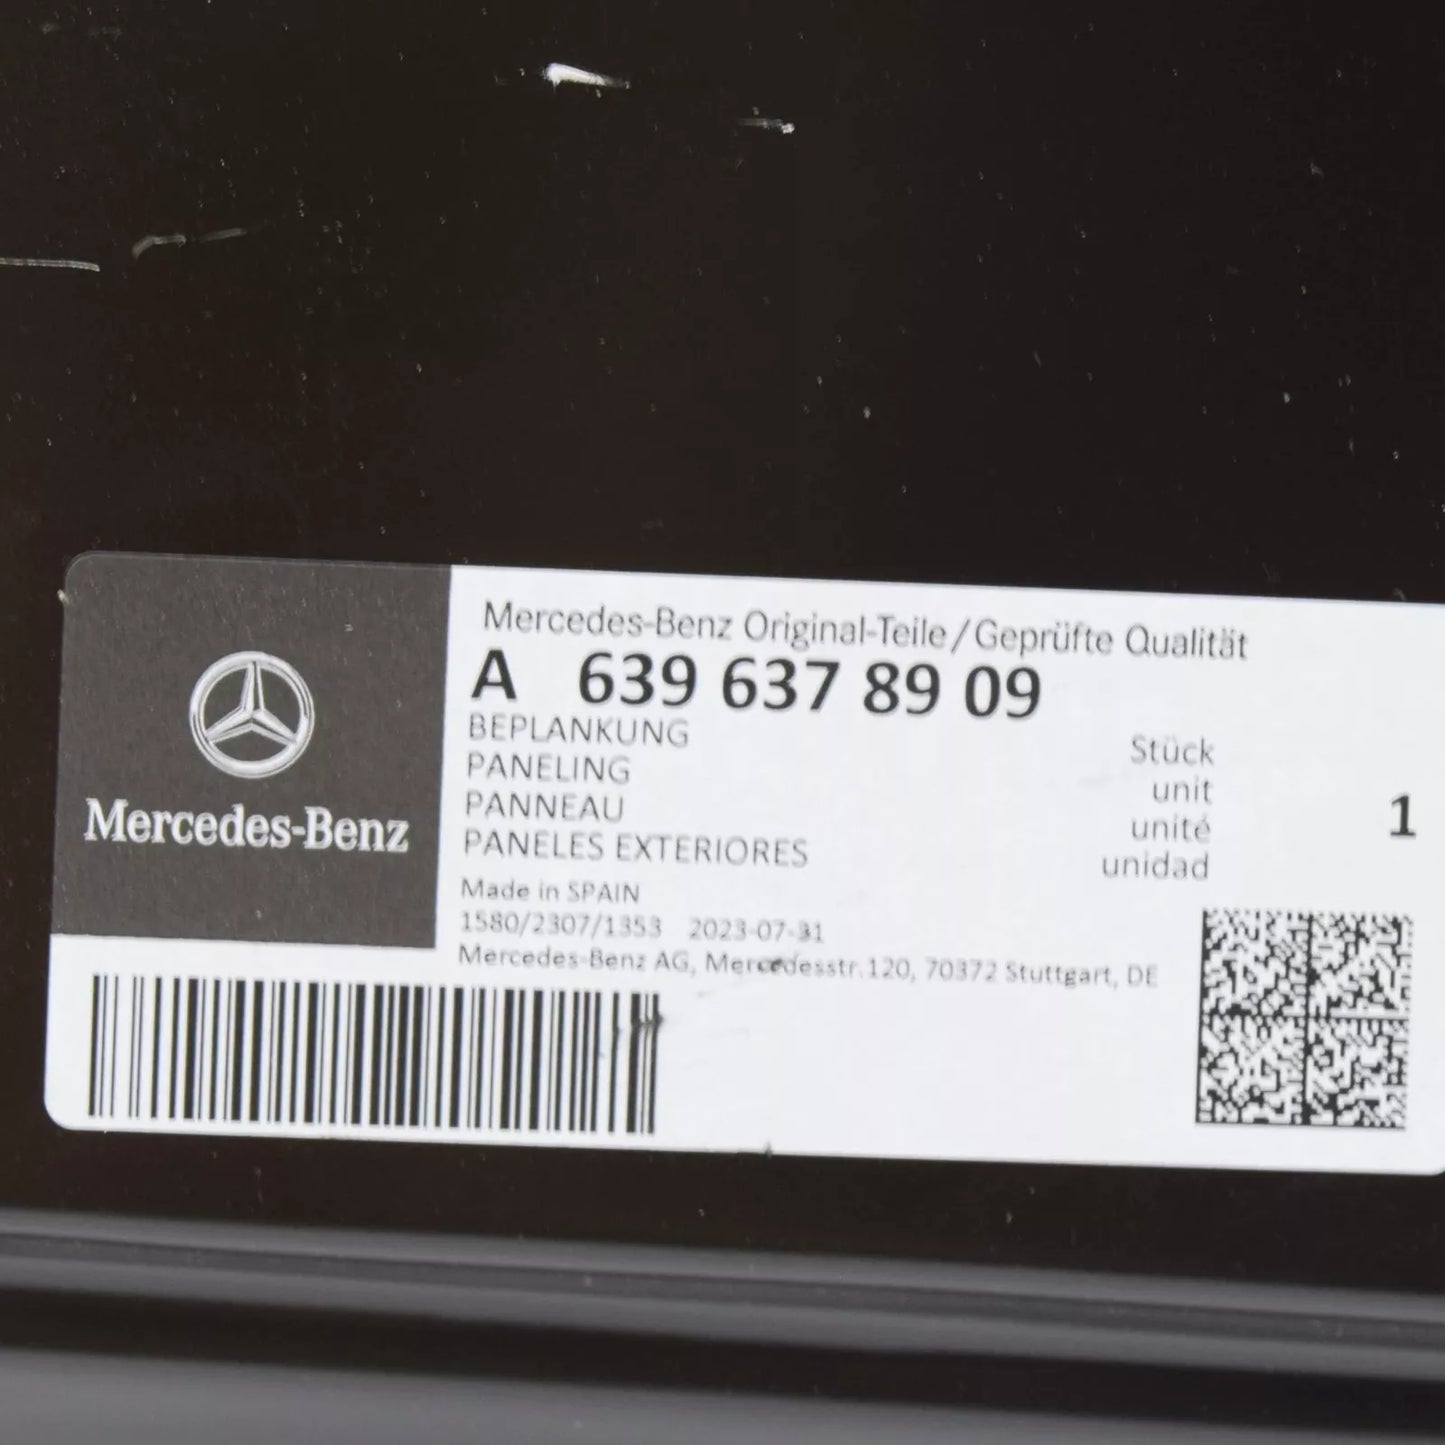 Mercedes-Benz
Mercedes-Benz Original-Teile/Geprüfte Qualität
A 639 637 89 09
BEPLANKUNG
PANELING
PANNEAU
PANELES EXTERIORES
Stück
unit
unité
unidad
1
Made in SPAIN
1580/2307/1353 2023-07-31
Mercedes-Benz AG, Mercedesstr.120, 70372 Stuttgart, DE